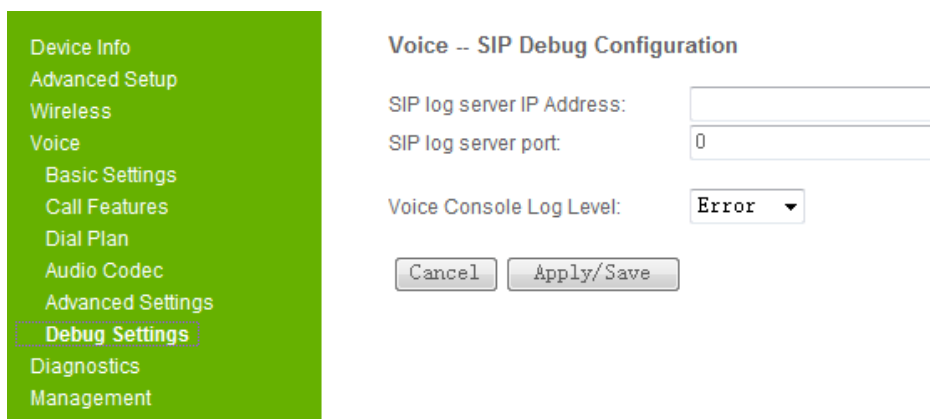 Device Info
Advanced Setup
Wireless
Voice
Basic Settings
Call Features
Dial Plan
Audio Codec
Advanced Settings
Debug Settings
Diagnostics
Management
Voice -- SIP Debug Configuration
SIP log server IP Address:
SIP log server port: 0
Voice Console Log Level: Error
Cancel Apply/Save